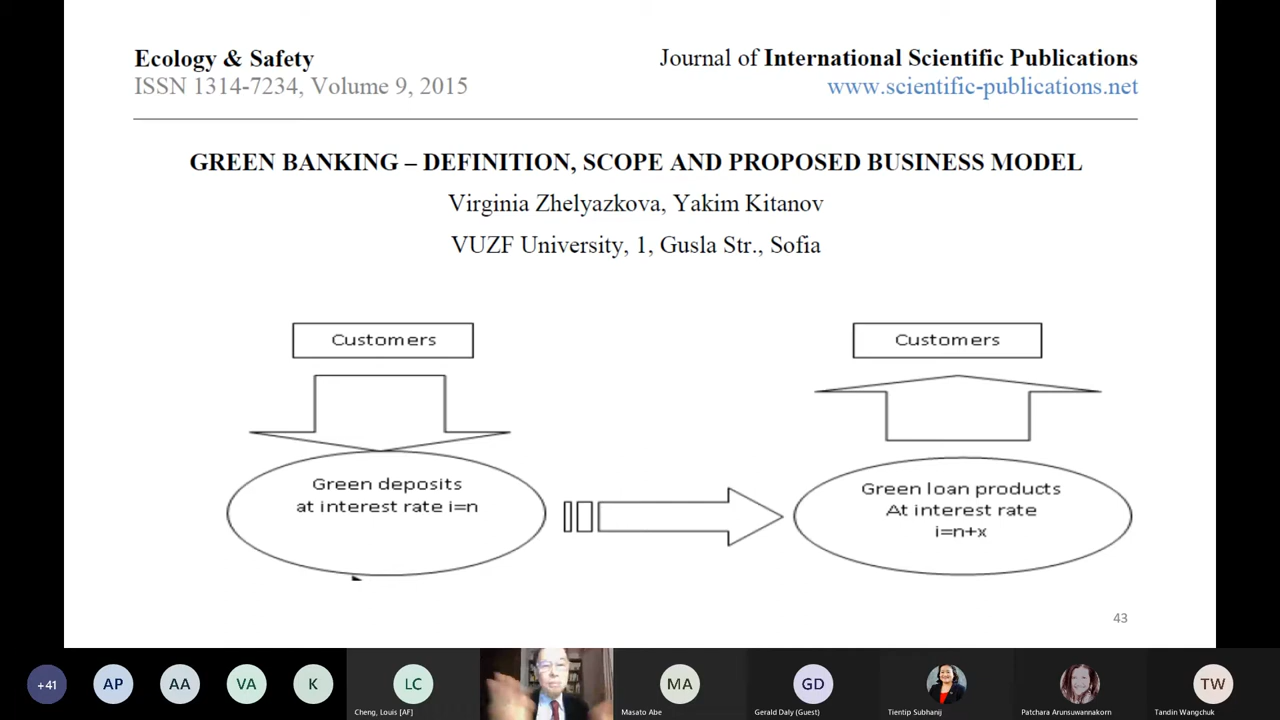 Ecology & Safety
Journal of International Scientific Publications
ISSN 1314-7234, Volume 9, 2015
www.scientific-publications.net
GREEN BANKING – DEFINITION, SCOPE AND PROPOSED BUSINESS MODEL
Virginia Zhelyazkova, Yakim Kitanov
VUZF University, 1, Gusla Str., Sofia
Customers
Customers
Green deposits
at interest rate i=n
Green loan products
At interest rate
i=n+x
43
+41
AP
AA
VA
K
LC
MA
GD
TW
Cheng, Louis [AF]
Masato Abe
Gerald Daly (Guest)
Tientip Subhanij
Patchara Arunsuwannakorn
Tandin Wangchuk